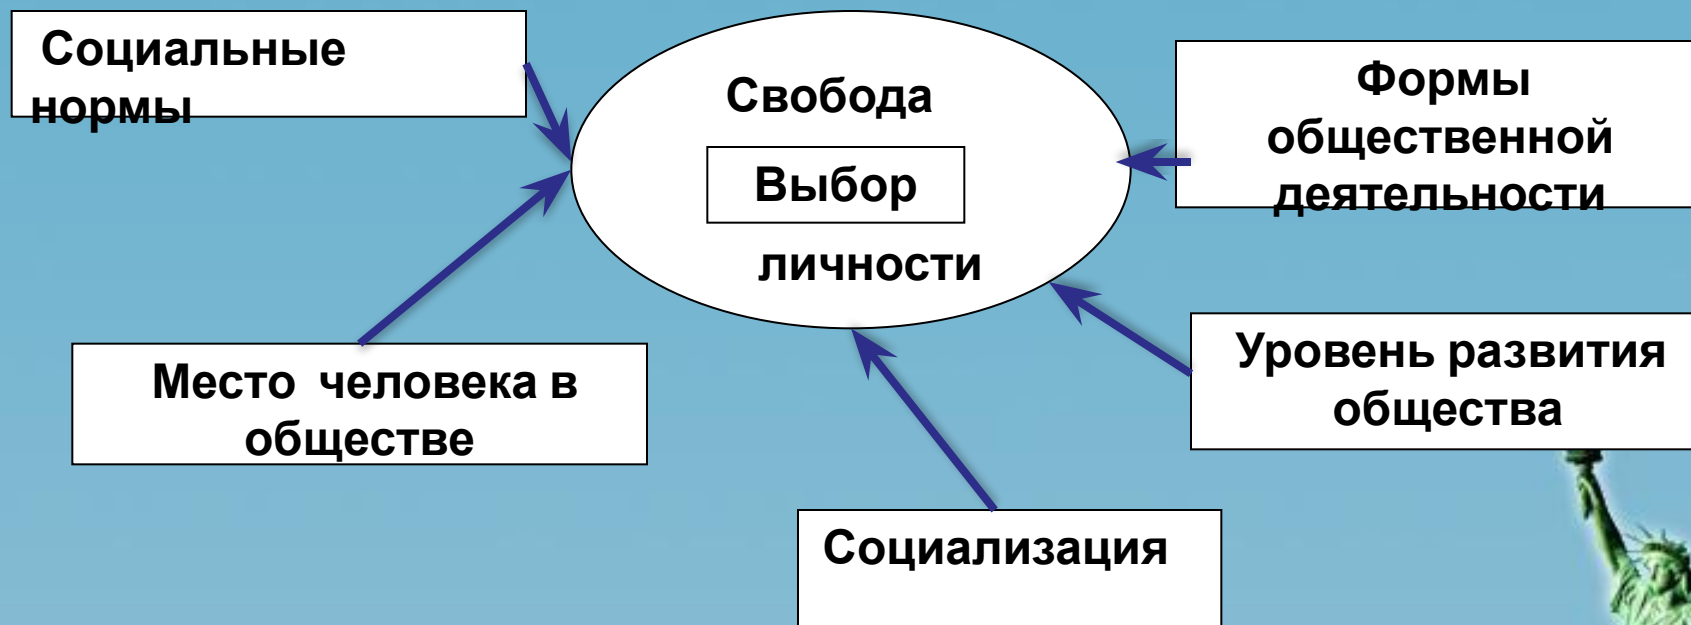 Социальные
нормы
Свобода
Выбор
личности
Формы
общественной
деятельности
Место человека в
обществе
Уровень развития
общества
Социализация